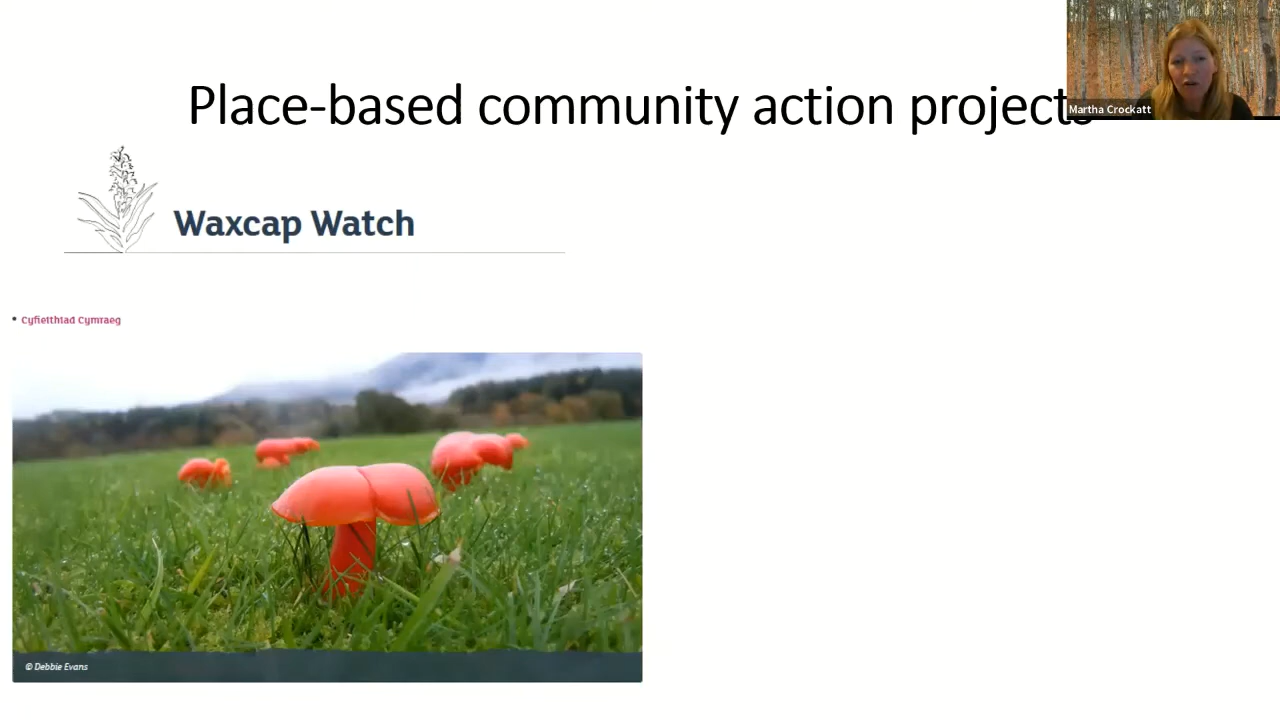 Place-based community action projects
Martha Crockatt
Waxcap Watch
• Cyfieithiad Cymraeg
© Debbie Evans